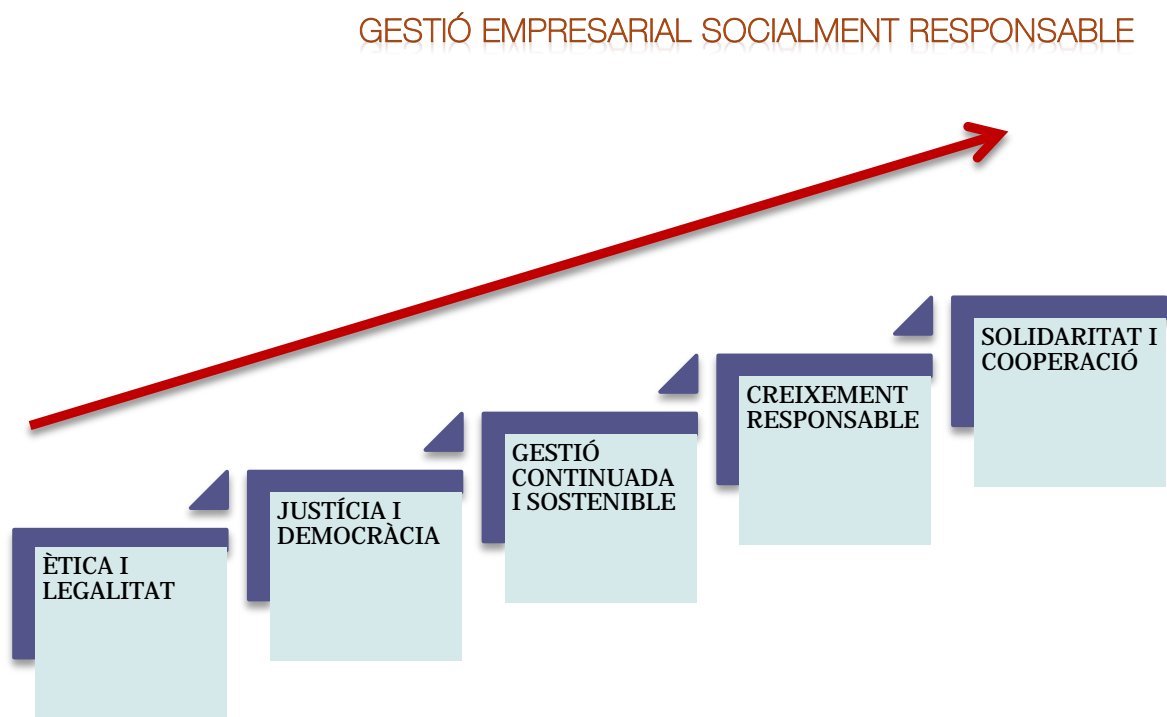 GESTIÓ EMPRESARIAL SOCIALMENT RESPONSABLE
ÈTICA I
LEGALITAT
JUSTÍCIA I
DEMOCRÀCIA
GESTIÓ
CONTINUADA
I SOSTENIBLE
CREIXEMENT
RESPONSABLE
SOLIDARITAT I
COOPERACIÓ